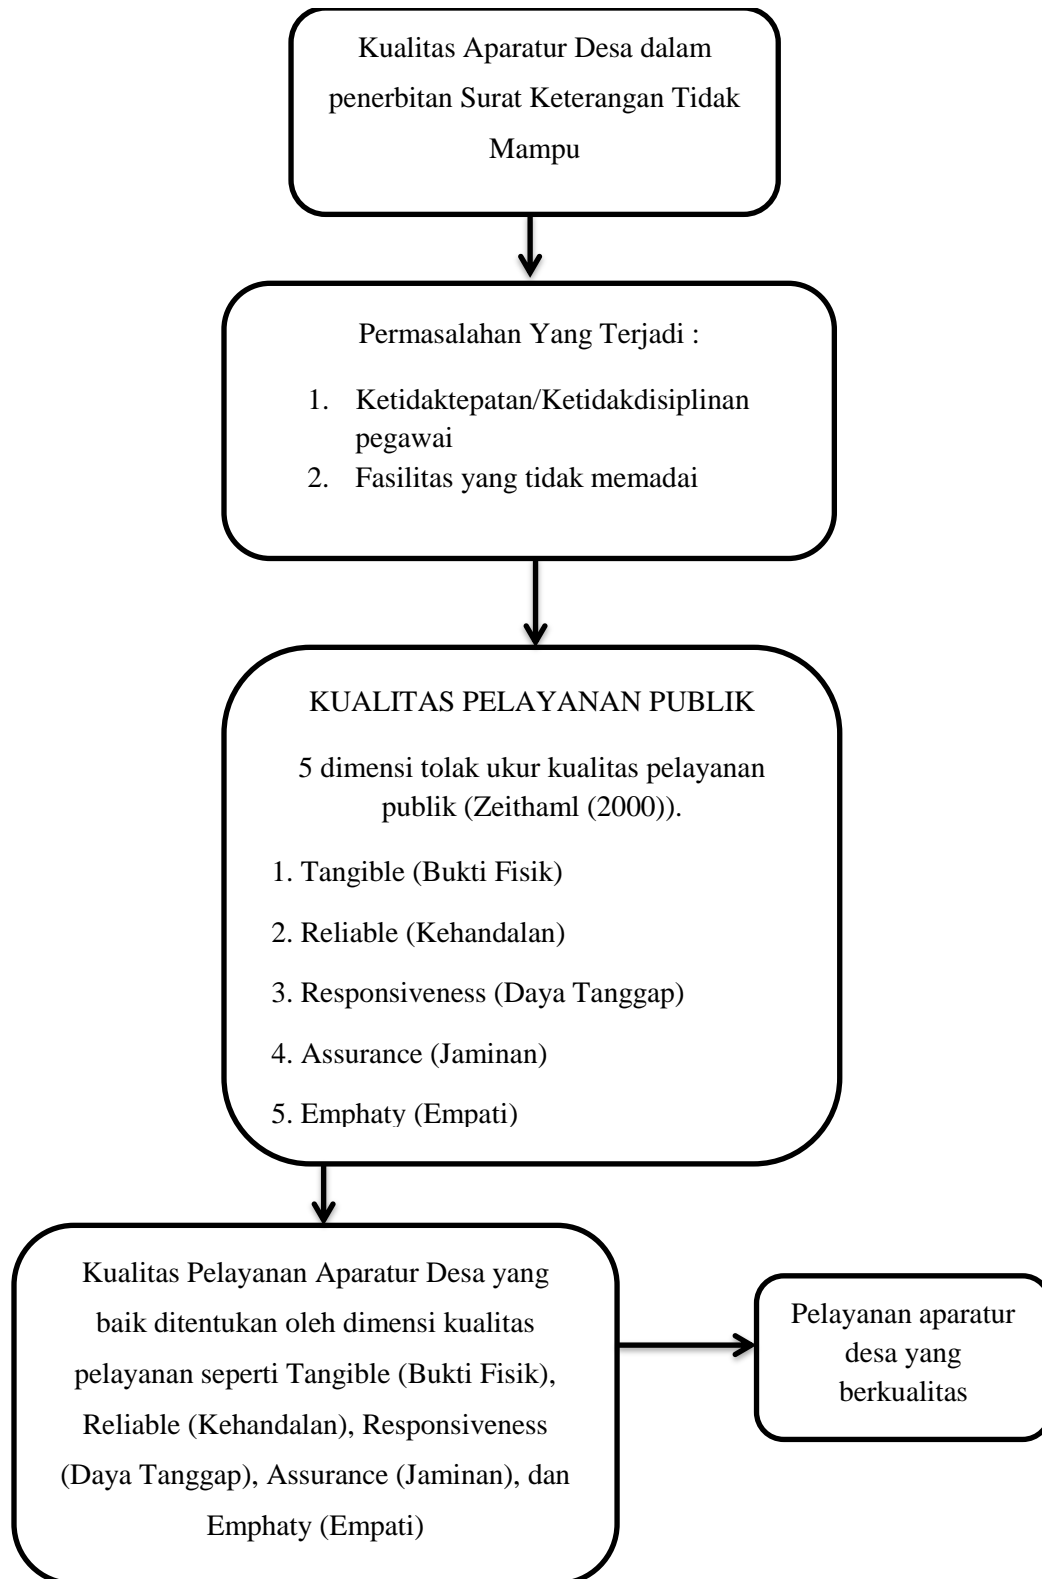 Kualitas Aparatur Desa dalam
penerbitan Surat Keterangan Tidak
Mampu
Permasalahan Yang Terjadi :
1. Ketidaktepatan/Ketidakdisiplinan
pegawai
2. Fasilitas yang tidak memadai
KUALITAS PELAYANAN PUBLIK
5 dimensi tolak ukur kualitas pelayanan
publik (Zeithaml (2000)).
1. Tangible (Bukti Fisik)
2. Reliable (Kehandalan)
3. Responsiveness (Daya Tanggap)
4. Assurance (Jaminan)
5. Emphaty (Empati)
Kualitas Pelayanan Aparatur Desa yang
baik ditentukan oleh dimensi kualitas
pelayanan seperti Tangible (Bukti Fisik),
Reliable (Kehandalan), Responsiveness
(Daya Tanggap), Assurance (Jaminan), dan
Emphaty (Empati)
Pelayanan aparatur
desa yang
berkualitas